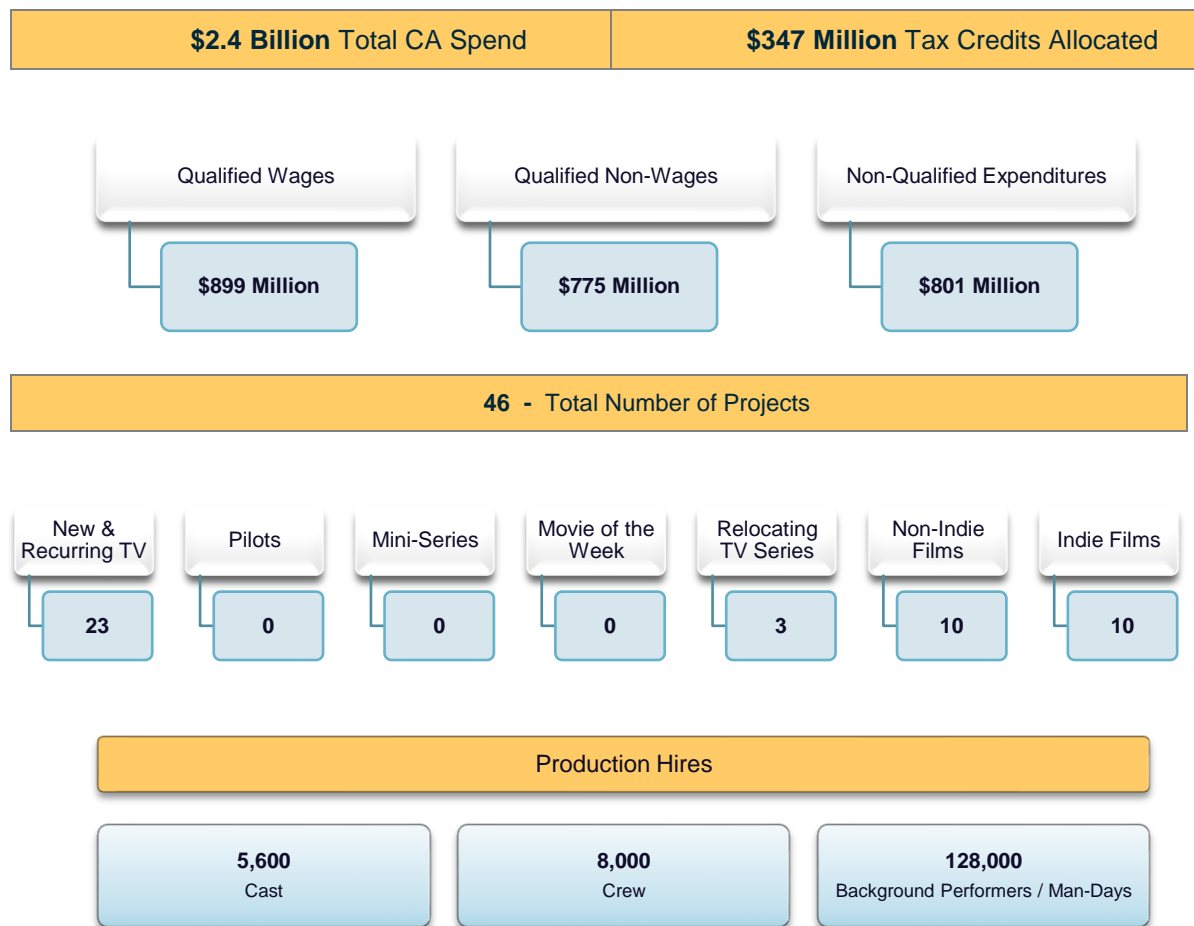 $2.4 Billion Total CA Spend
$347 Million Tax Credits Allocated
Qualified Wages
Qualified Non-Wages
Non-Qualified Expenditures
$899 Million
$775 Million
$801 Million
46 - Total Number of Projects
New &
Recurring TV
Pilots
Mini-Series
Movie of the
Week
Relocating
TV Series
Non-Indie
Films
Indie Films
23
0
0
0
3
10
10
Production Hires
5,600
Cast
8,000
Crew
128,000
Background Performers / Man-Days